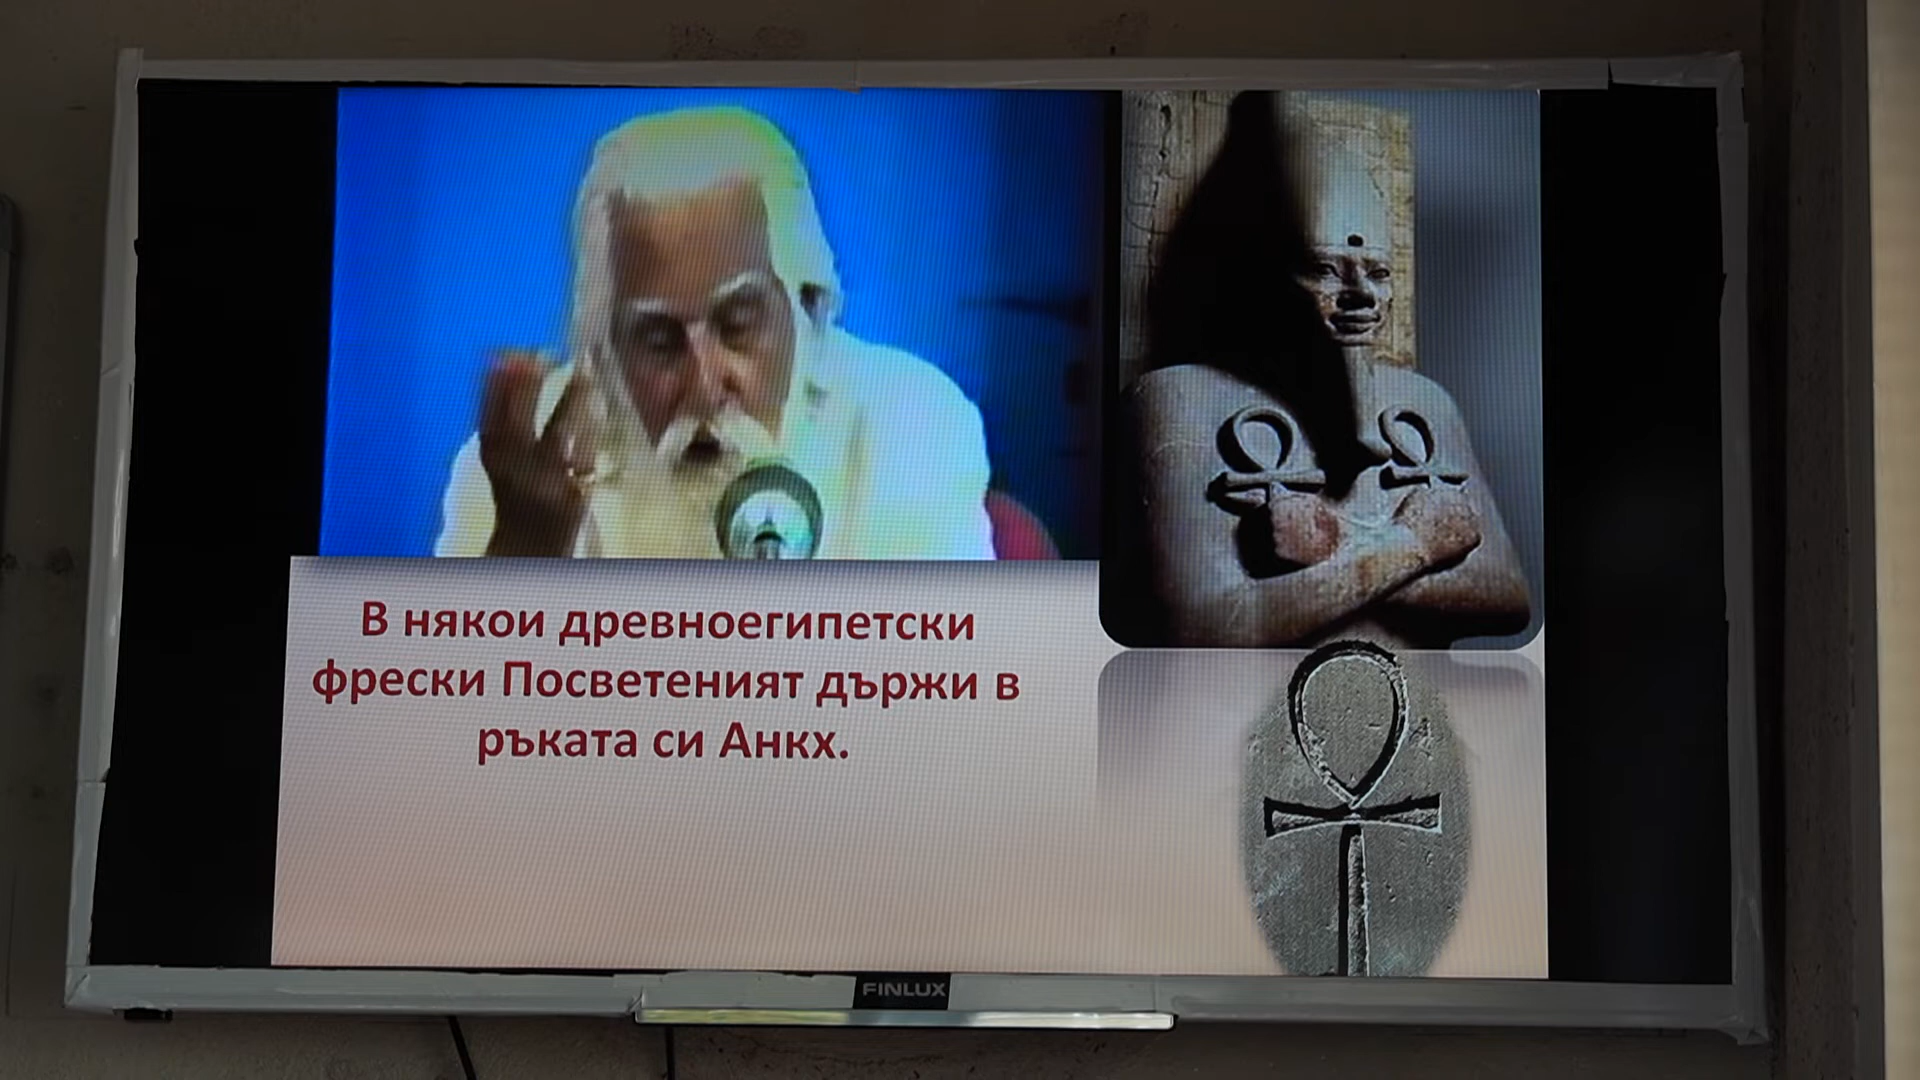 В някои древноегипетски
фрески Посветеният държи в
ръката си Анкх.
FINLUX